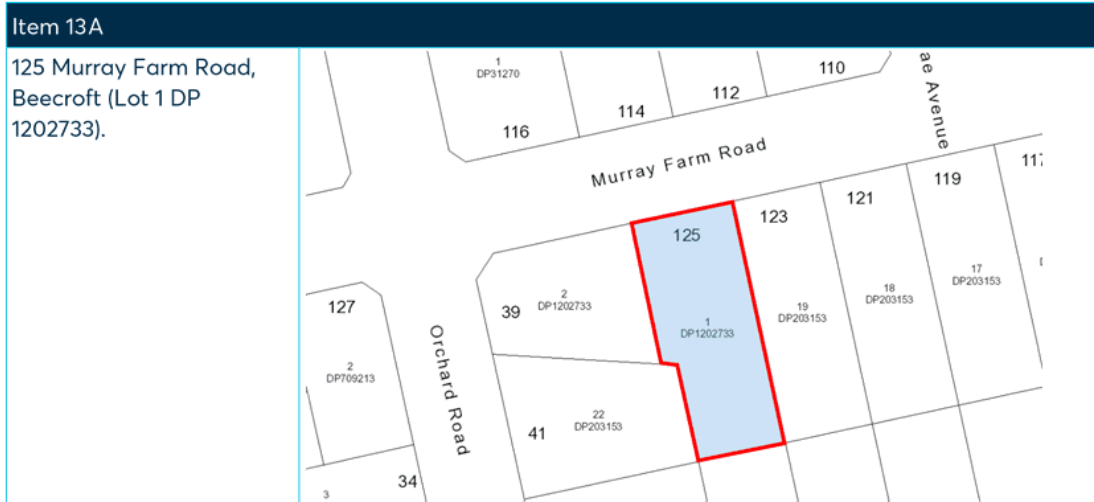 Item 13A
125 Murray Farm Road,
Beecroft (Lot 1 DP
1202733).
1
DP31270
116
114
112
110
ae Avenue
Murray Farm Road
125
123
121
119
117
39
2
DP1202733
1
DP1202733
19
DP203153
18
DP203153
17
DP203153
127
2
DP709213
Orchard Road
41
22
DP203153
34
3